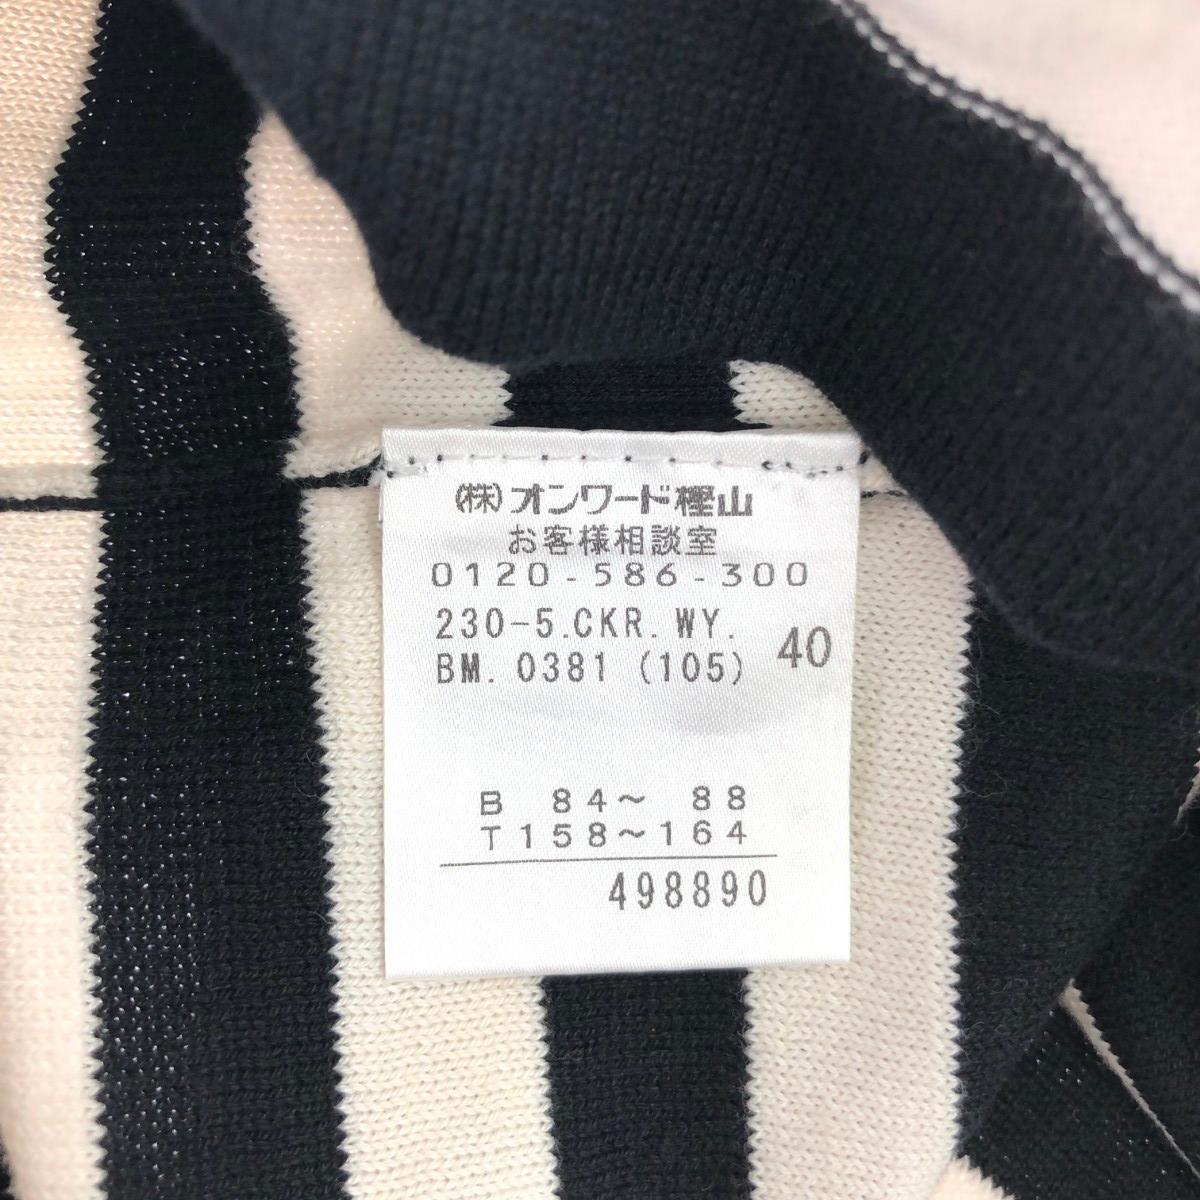 (株)オンワード樫山
お客様相談室
0120-586-300
230-5.CKR.WY.
BM. 0381 (105) 40
B 84〜 88
T158〜164
498890